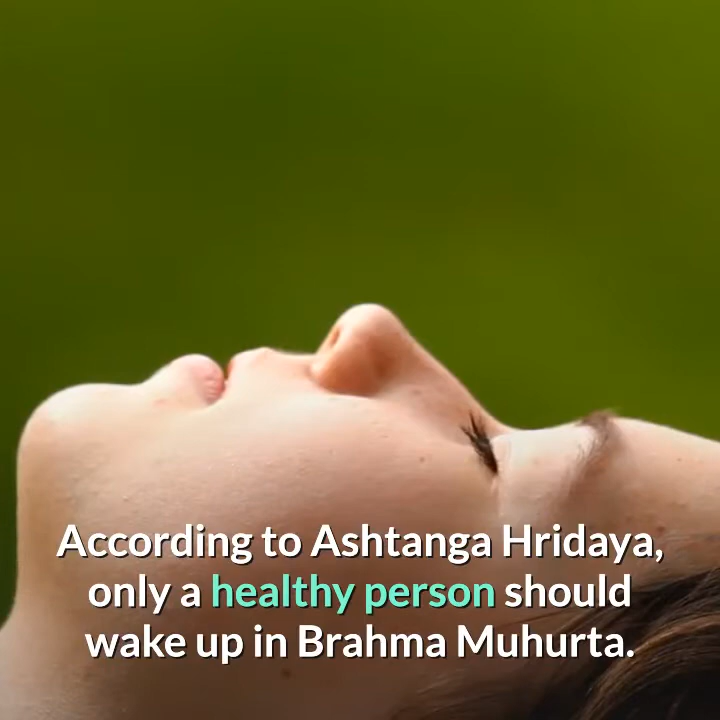 According to Ashtanga Hridaya,
only a healthy person should
wake up in Brahma Muhurta.